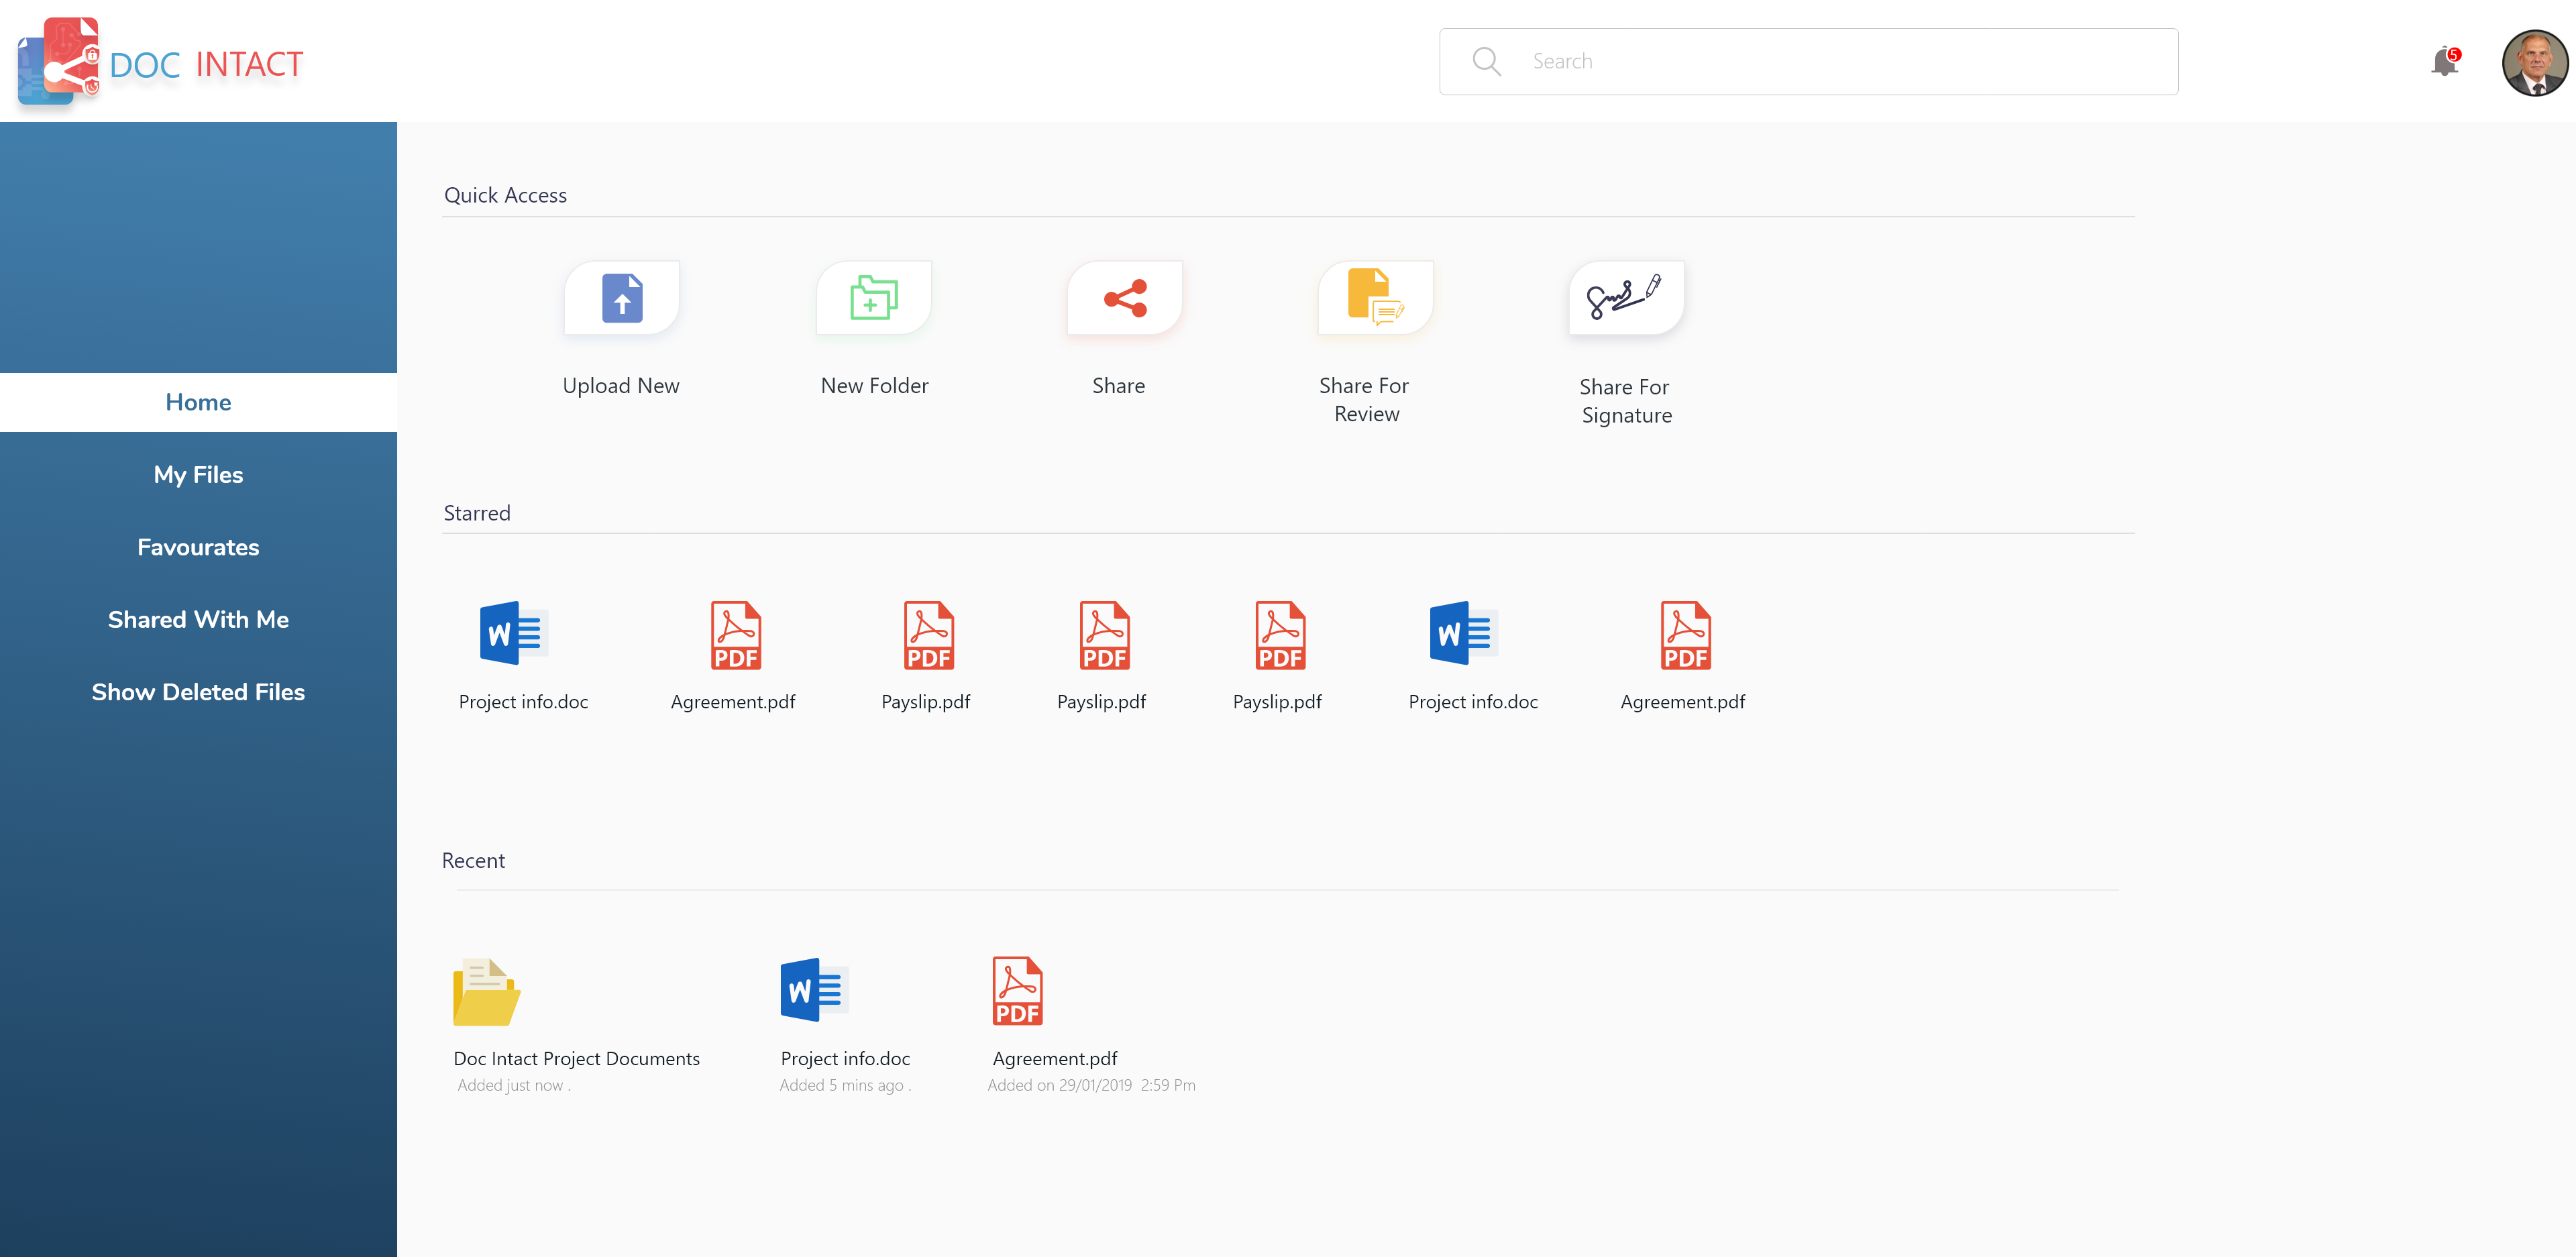 DOC INTACT
Search
5
Quick Access
Upload New
New Folder
Share
Share For
Review
Share For
Signature
Home
My Files
Favourates
Shared With Me
Show Deleted Files
Starred
W
PDF
PDF
PDF
PDF
W
PDF
Project info.doc
Agreement.pdf
Payslip.pdf
Payslip.pdf
Payslip.pdf
Project info.doc
Agreement.pdf
Recent
W
PDF
Doc Intact Project Documents
Added just now .
Project info.doc
Added 5 mins ago .
Agreement.pdf
Added on 29/01/2019 2:59 Pm